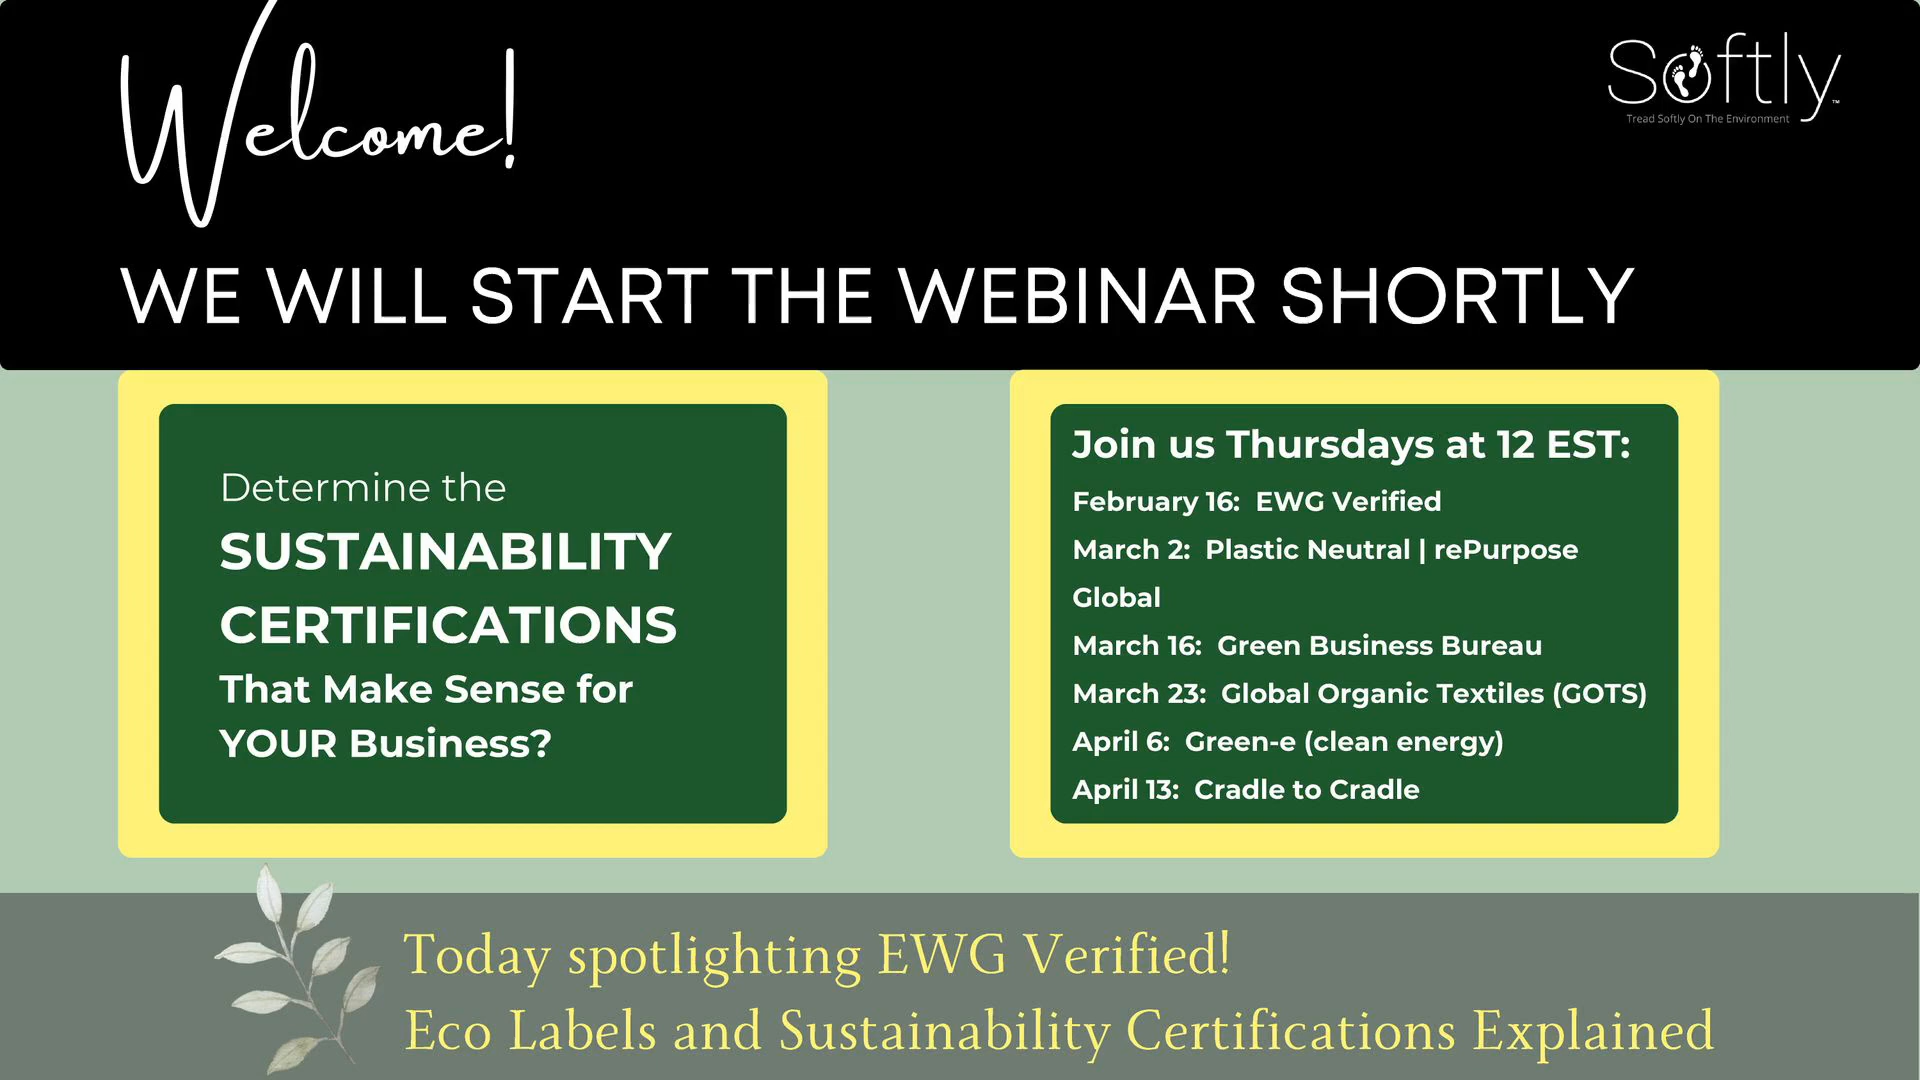 Welcome!
Softly™
Tread Softly On The Environment
WE WILL START THE WEBINAR SHORTLY
Determine the
SUSTAINABILITY
CERTIFICATIONS
That Make Sense for
YOUR Business?
Join us Thursdays at 12 EST:
February 16: EWG Verified
March 2: Plastic Neutral | rePurpose
Global
March 16: Green Business Bureau
March 23: Global Organic Textiles (GOTS)
April 6: Green-e (clean energy)
April 13: Cradle to Cradle
Today spotlighting EWG Verified!
Eco Labels and Sustainability Certifications Explained